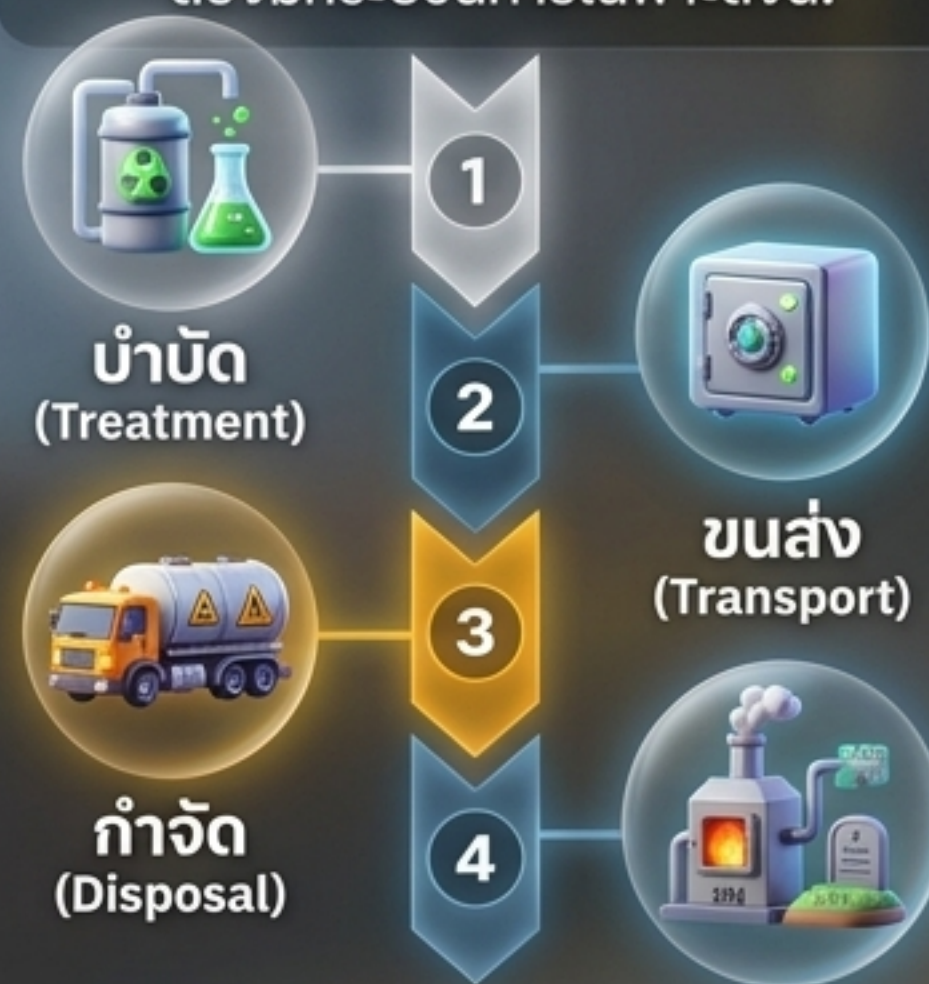 1
บำบัด
(Treatment)
2
ขนส่ง
(Transport)
3
กำจัด
(Disposal)
4